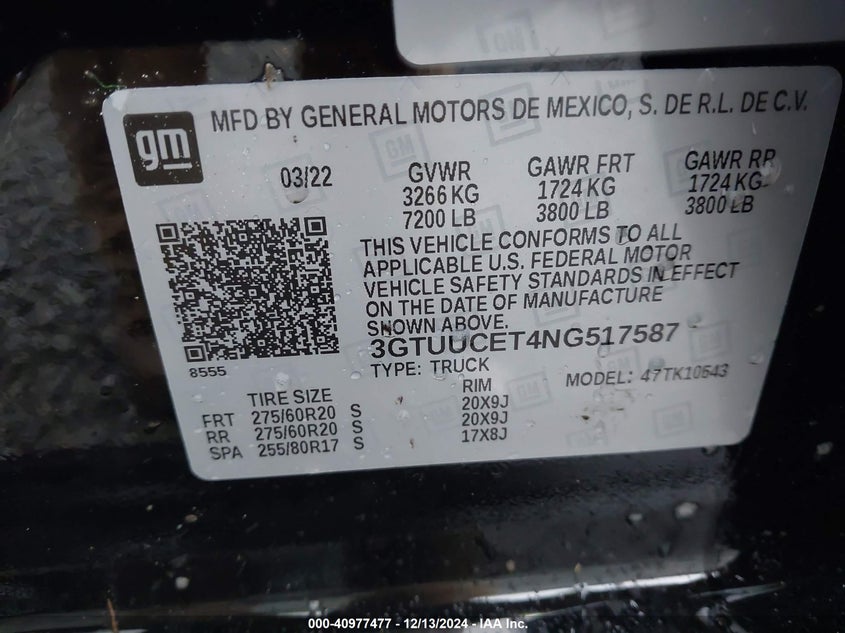 gm
MFD BY GENERAL MOTORS DE MEXICO, S. DE R.L. DE C.V.
03/22 GVWR GAWR FRT GAWR RR
3266 KG 1724 KG 1724 KG
7200 LB 3800 LB 3800 LB
THIS VEHICLE CONFORMS TO ALL
APPLICABLE U.S. FEDERAL MOTOR
VEHICLE SAFETY STANDARDS IN EFFECT
ON THE DATE OF MANUFACTURE
SHOWN ABOVE.
3GTUUCET4NG517587
8555
TYPE: TRUCK MODEL: 47TK10643
TIRE SIZE RIM
FRT 275/60R20 S 20X9J
RR 275/60R20 S 20X9J
SPA 255/80R17 S 17X8J
000-40977477 - 12/13/2024 - IAA Inc.